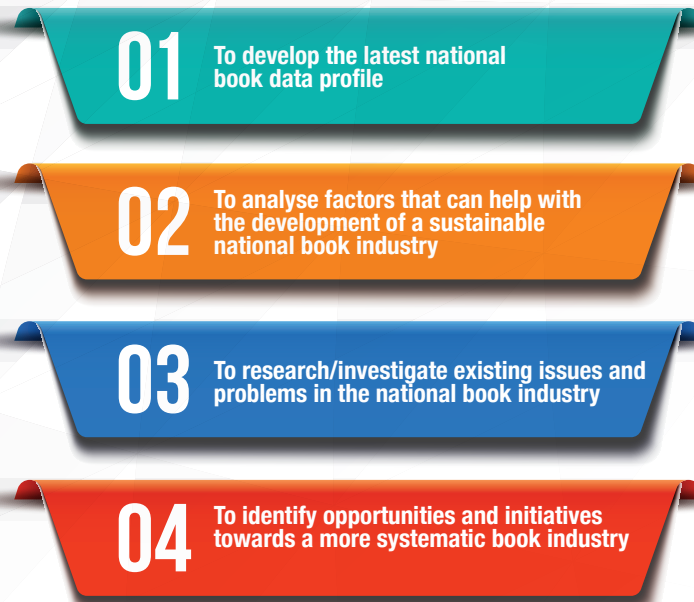 01
To develop the latest national
book data profile
02
To analyse factors that can help with
the development of a sustainable
national book industry
03
To research/investigate existing issues and
problems in the national book industry
04
To identify opportunities and initiatives
towards a more systematic book industry